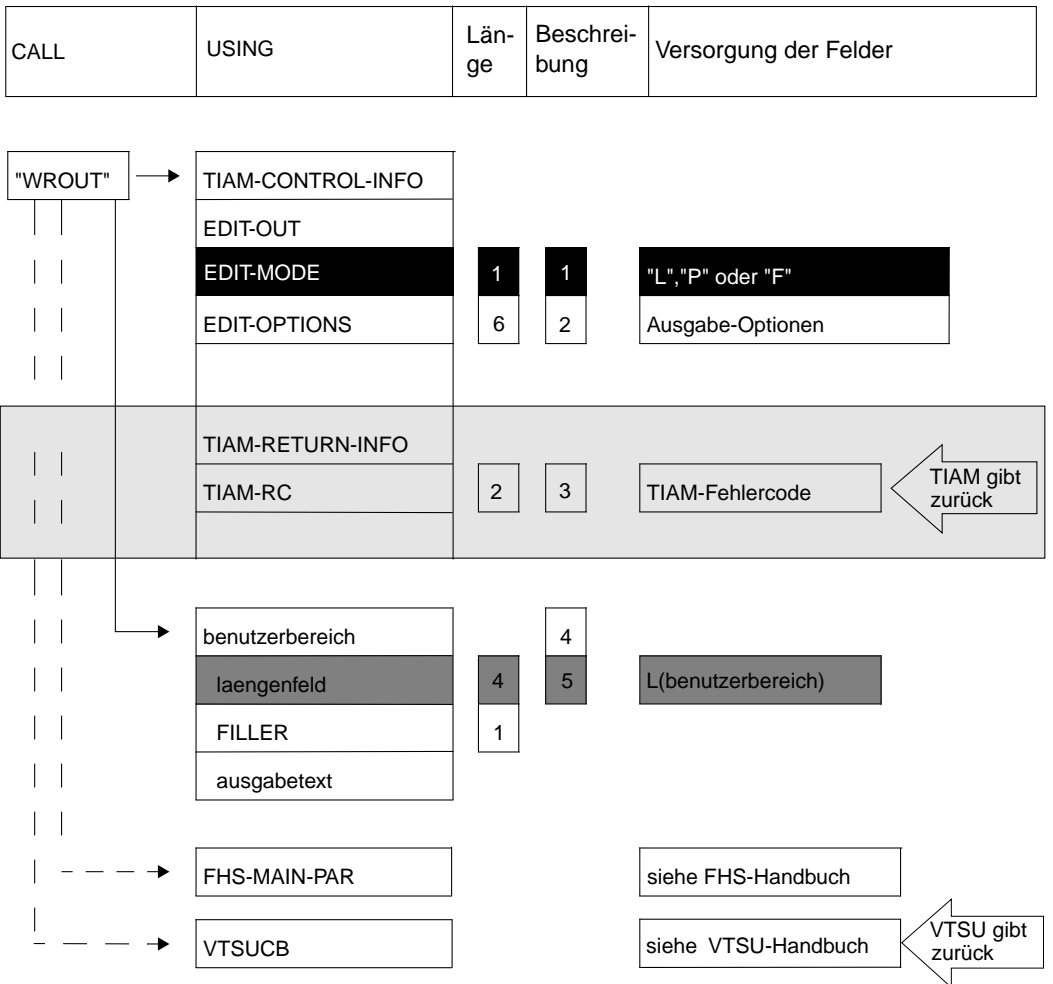 CALL
USING
Län-
ge
Beschrei-
bung
Versorgung der Felder
"WROUT"
TIAM-CONTROL-INFO
EDIT-OUT
EDIT-MODE 1 1 "L","P" oder "F"
EDIT-OPTIONS 6 2 Ausgabe-Optionen
TIAM-RETURN-INFO
TIAM-RC 2 3 TIAM-Fehlercode
TIAM gibt
zurück
benutzerbereich 4
laengenfeld 4 5 L(benutzerbereich)
FILLER 1
ausgabetext
FHS-MAIN-PAR siehe FHS-Handbuch
VTSUCB siehe VTSU-Handbuch
VTSU gibt
zurück